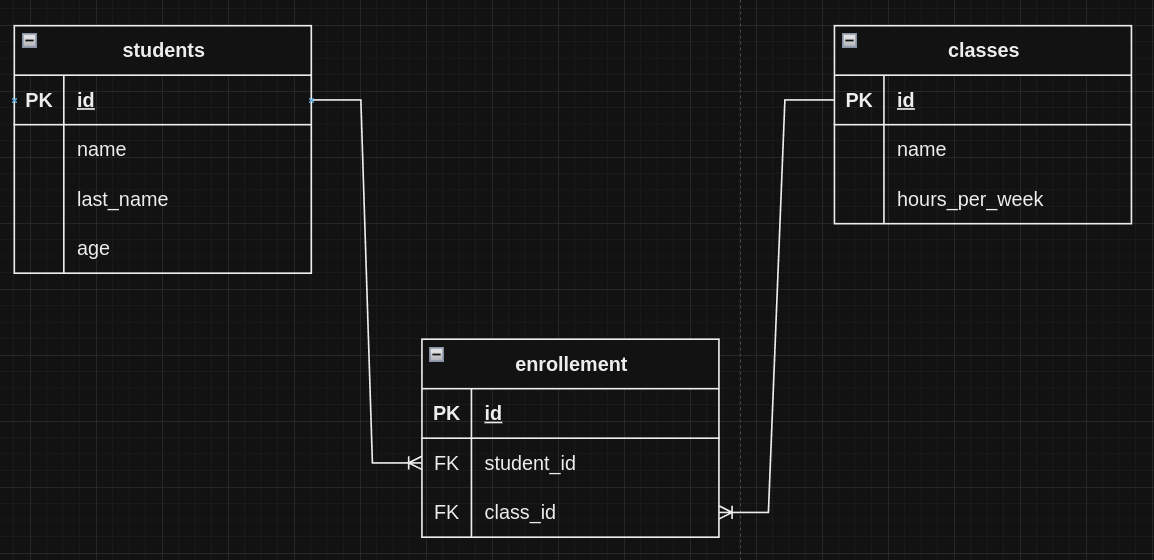 students
PK id
name
last_name
age
classes
PK id
name
hours_per_week
enrollement
PK id
FK student_id
FK class_id